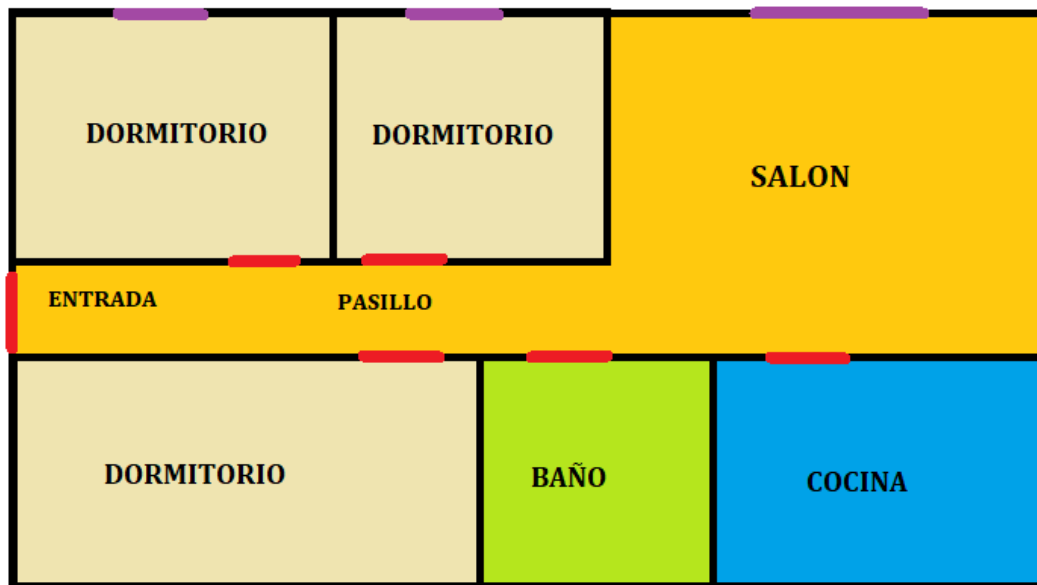 DORMITORIO
DORMITORIO
SALON
ENTRADA
PASILLO
DORMITORIO
BAÑO
COCINA